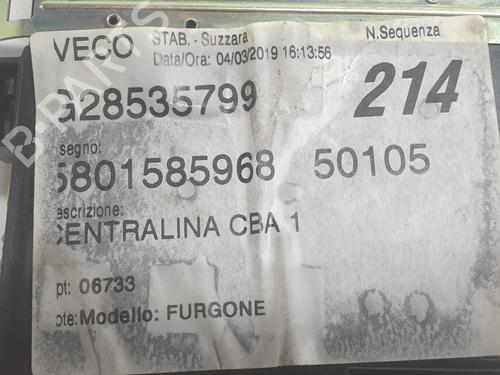 VECO STAB. - Suzzara N.Sequenza
Data/Ora: 04/03/2019 16:13:56
G28535799 214
segno:
5801585968 50105
escrizione:
CENTRALINA CBA 1
pt: 06733
ote: Modello: FURGONE
B PARTS